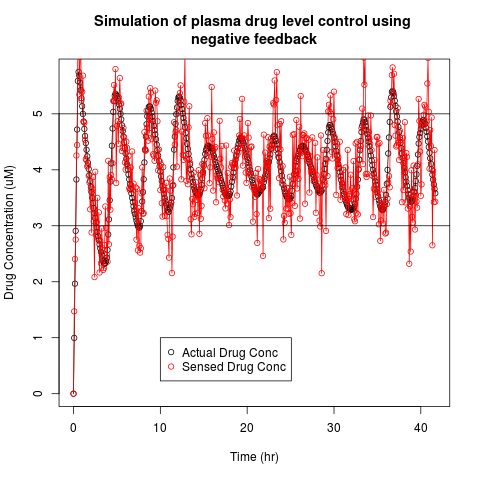 Simulation of plasma drug level control using
negative feedback
Drug Concentration (uM)
5
4
3
2
1
0
Actual Drug Conc
Sensed Drug Conc
0 10 20 30 40
Time (hr)